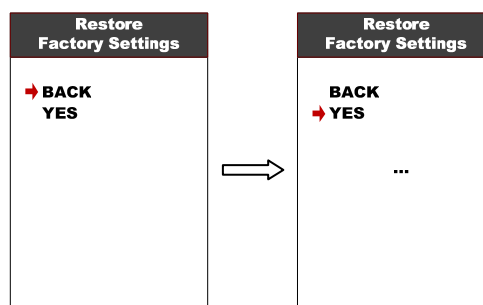 Restore
Factory Settings
BACK
YES
Restore
Factory Settings
BACK
YES
...